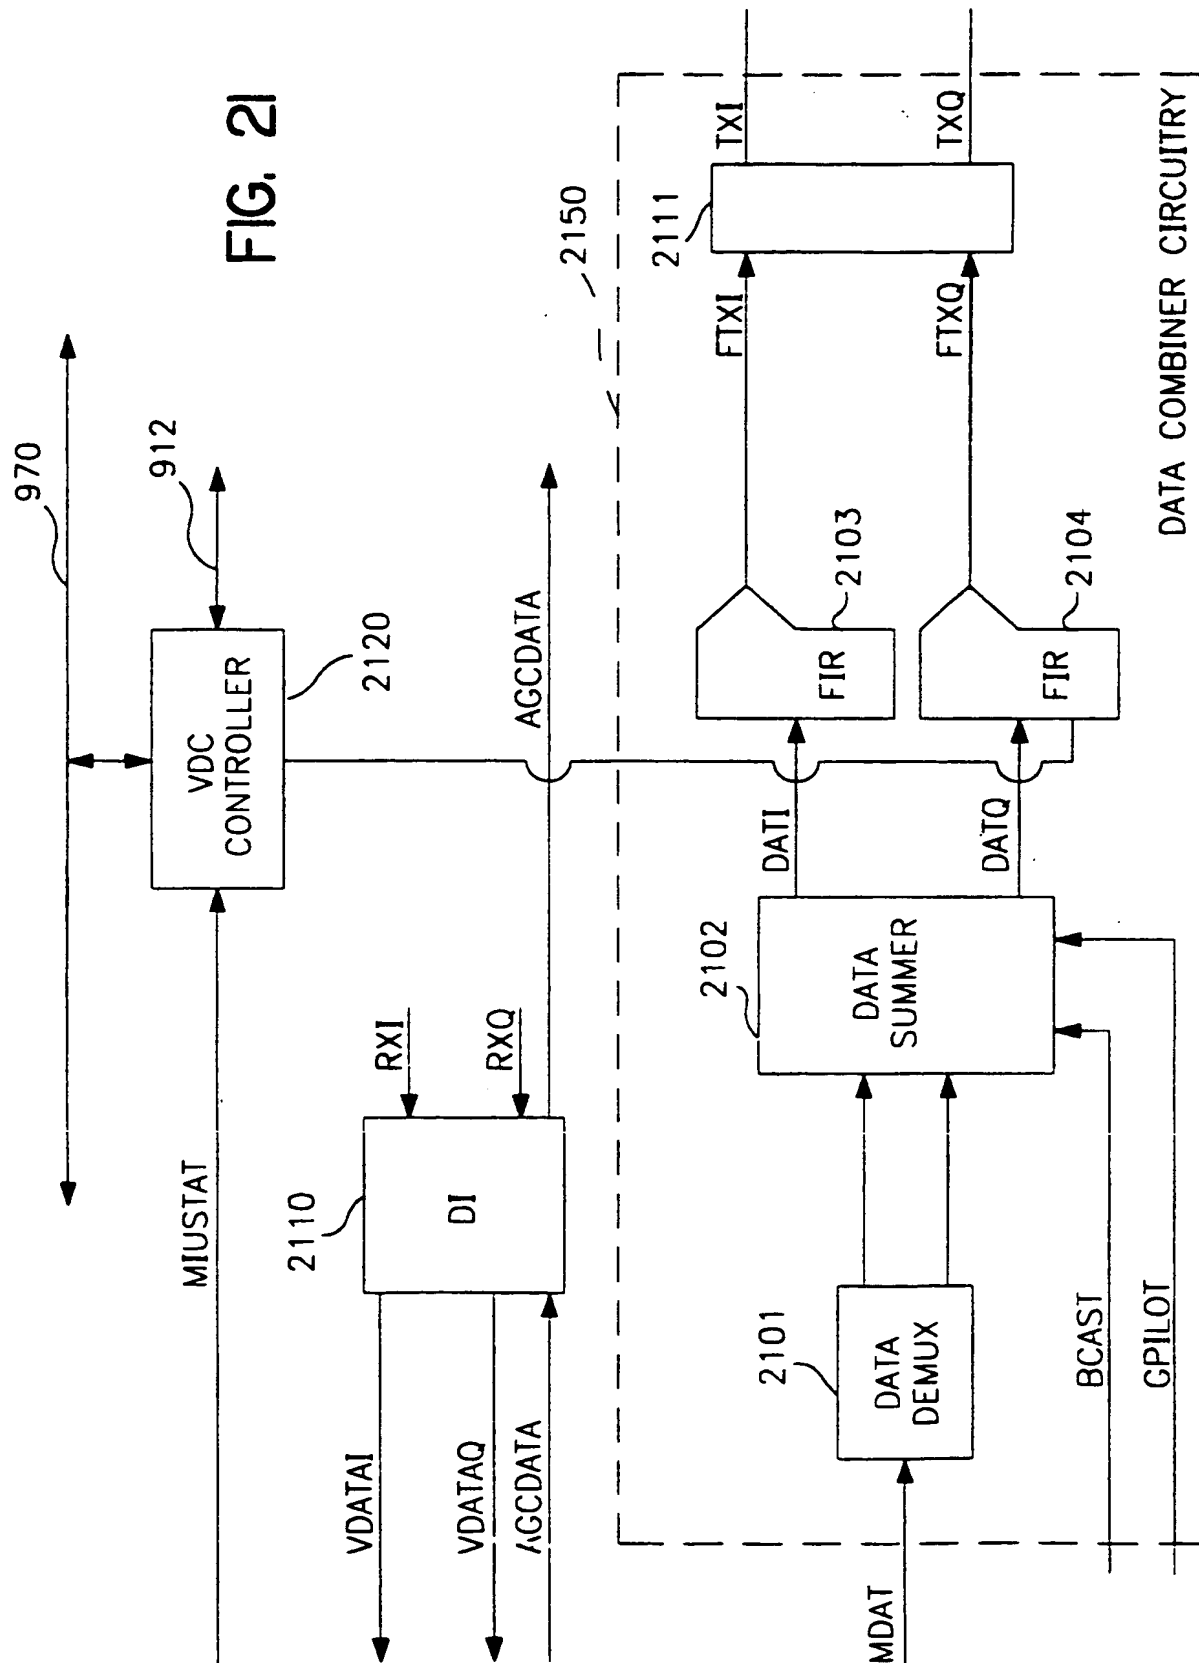 FIG. 21
970
912
MIUSTAT
VDC
CONTROLLER
2120
2110
DI
RXI
RXQ
VDATAI
VDATAQ
AGCDATA
AGCDATA
2150
MDAT
2101
DATA
DEMUX
2102
DATA
SUMMER
DATI
DATQ
FIR
2103
FIR
2104
FTXI
FTXQ
2111
TXI
TXQ
BCAST
GPILOT
DATA COMBINER CIRCUITRY